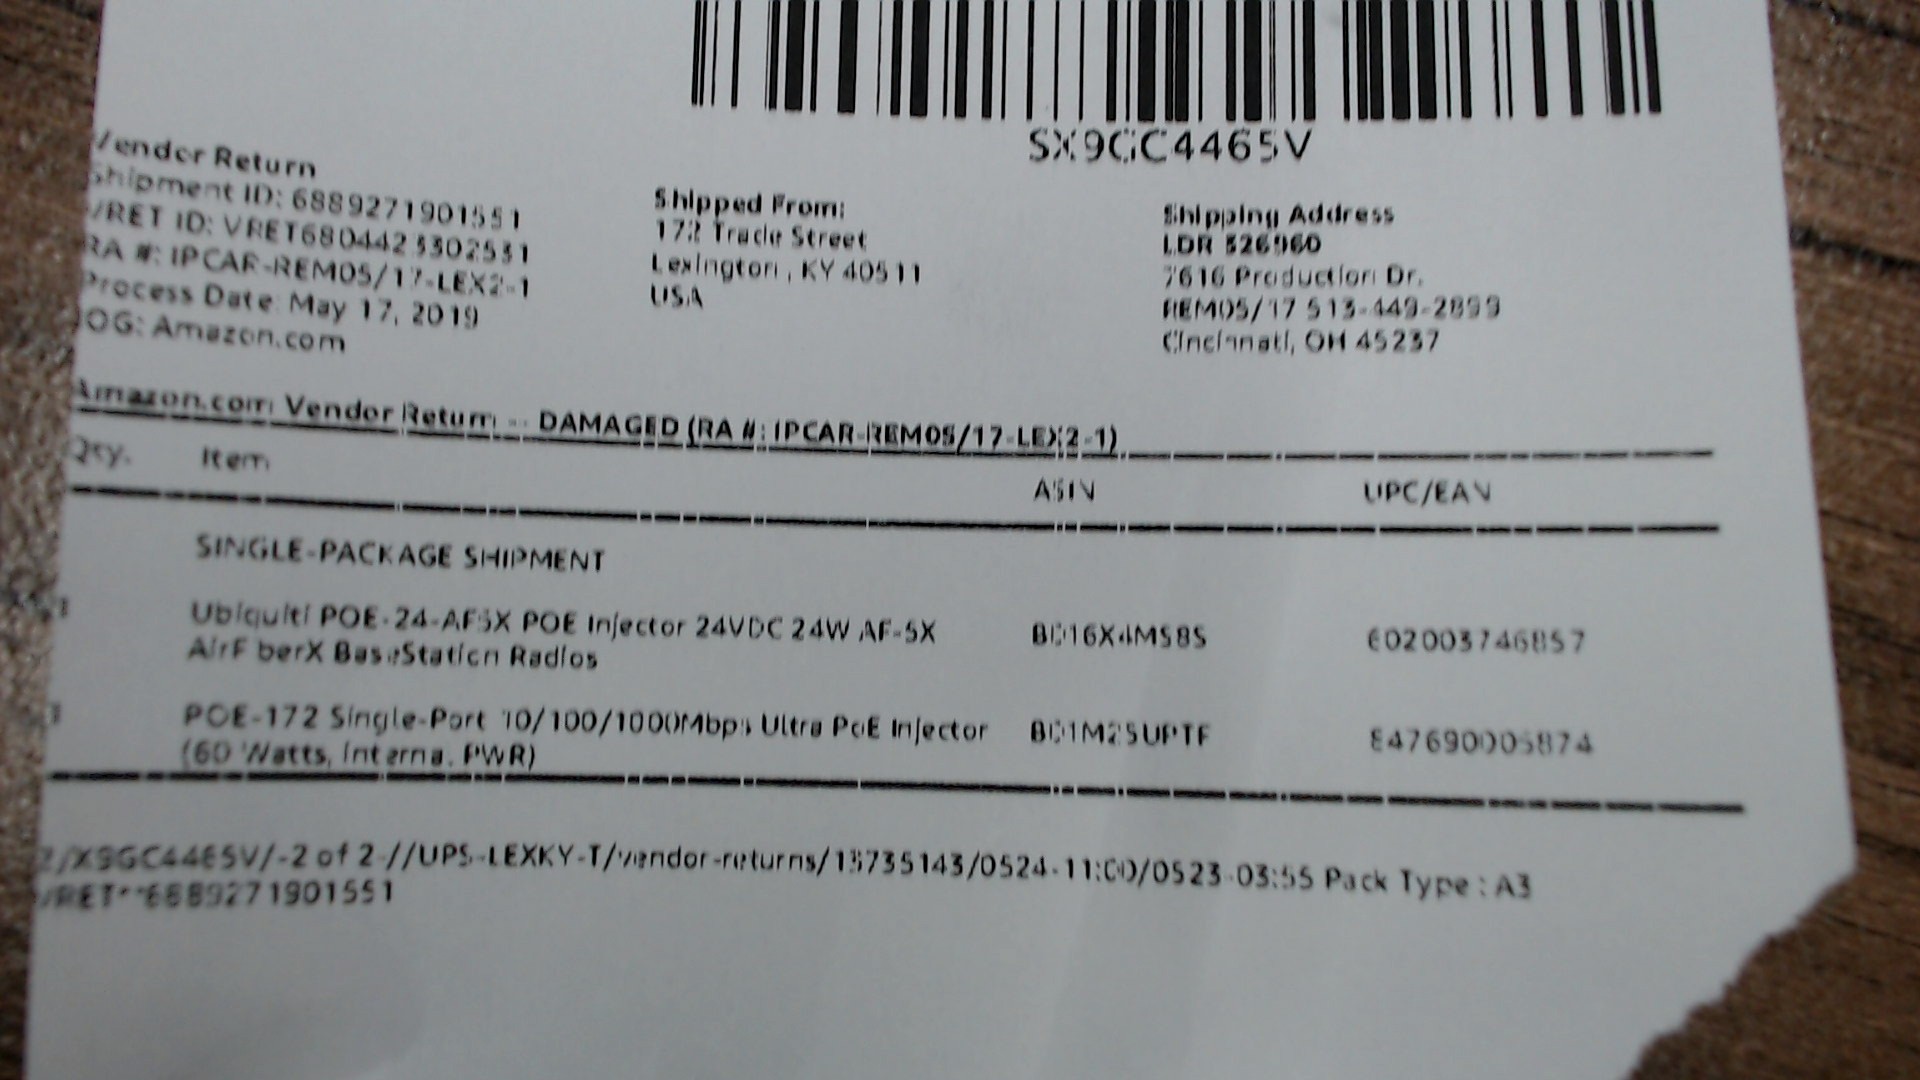 SX9GC4465V
Vendor Return
Shipment ID: 6889271901551
VRET ID: VRET6804423302531
RA #: IPCAR-REM05/17-LEX2-1
Process Date: May 17, 2019
OG: Amazon.com
Shipped From:
172 Trade Street
Lexington, KY 40511
USA
Shipping Address
LDR 326960
7616 Production Dr.
REM05/17 513-449-2899
Cincinnati, OH 45237
Amazon.com Vendor Return -- DAMAGED (RA #: IPCAR-REM05/17-LEX2-1)
Qty. Item ASIN UPC/EAN
SINGLE-PACKAGE SHIPMENT
1 Ubiquiti POE-24-AF5X POE Injector 24VDC 24W AF-5X B016X4M58S 602003746857
AirFiberX BaseStation Radios
POE-172 Single-Port 10/100/1000Mbps Ultra PoE Injector B01M25UPTF 847690005874
(60 Watts, Internal PWR)
/X9GC4465V/-2 of 2-//UPS-LEXKY-T/vendor-returns/15735143/0524-11:00/0523-03:55 Pack Type : A3
6889271901551